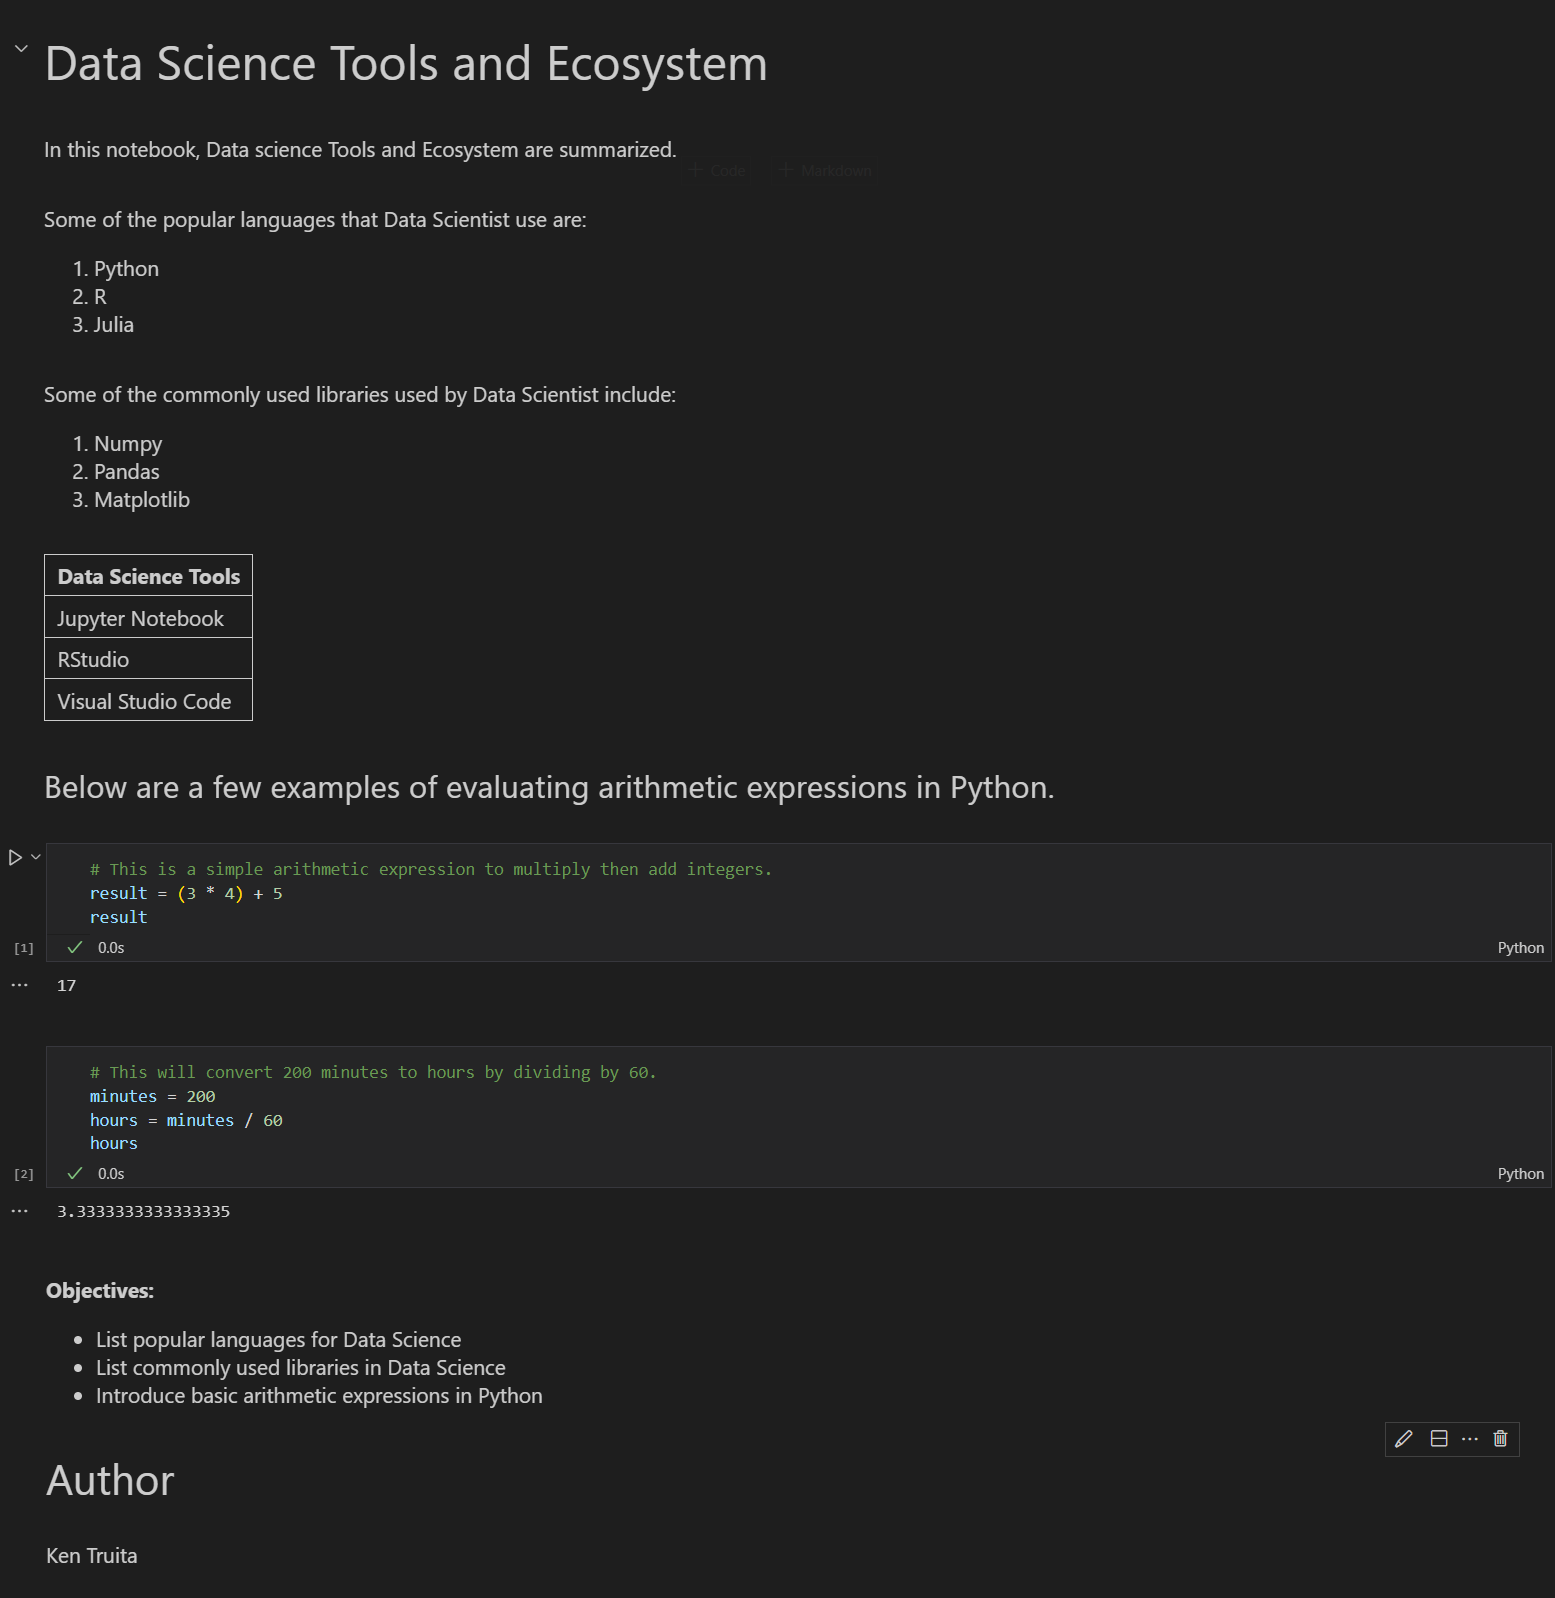 Data Science Tools and Ecosystem
In this notebook, Data science Tools and Ecosystem are summarized.
+ Code + Markdown
Some of the popular languages that Data Scientist use are:
1. Python
2. R
3. Julia
Some of the commonly used libraries used by Data Scientist include:
1. Numpy
2. Pandas
3. Matplotlib
Data Science Tools
Jupyter Notebook
RStudio
Visual Studio Code
Below are a few examples of evaluating arithmetic expressions in Python.
# This is a simple arithmetic expression to multiply then add integers.
result = (3 * 4) + 5
result
[1] 0.0s Python
17
# This will convert 200 minutes to hours by dividing by 60.
minutes = 200
hours = minutes / 60
hours
[2] 0.0s Python
3.3333333333333335
Objectives:
• List popular languages for Data Science
• List commonly used libraries in Data Science
• Introduce basic arithmetic expressions in Python
Author
Ken Truita